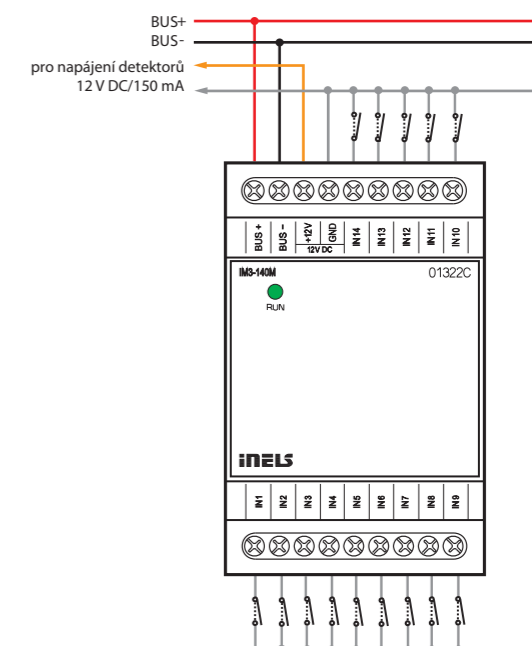 BUS+
BUS-
pro napájení detektorů
12 V DC/150 mA
BUS + BUS - +12V GND IN14 IN13 IN12 IN11 IN10
12V DC
IM3-140M 01322C
RUN
iNELS
IN1 IN2 IN3 IN4 IN5 IN6 IN7 IN8 IN9